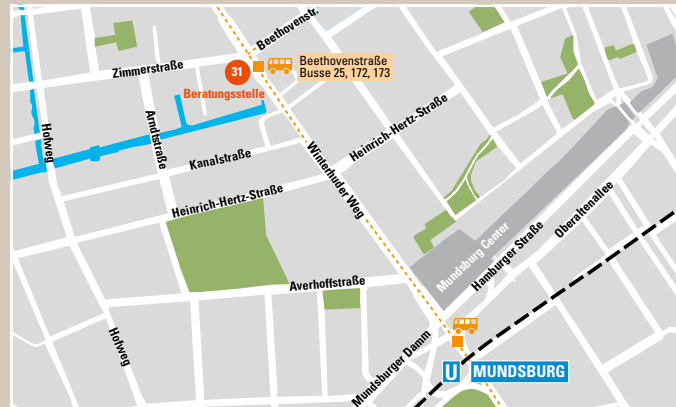 Beethovenstr.
Zimmerstraße
31
Beethovenstraße
Busse 25, 172, 173
Beratungsstelle
Hofweg
Arndtstraße
Kanalstraße
Heinrich-Hertz-Straße
Winterhuder Weg
Heinrich-Hertz-Straße
Mundsburg Center
Hamburger Straße
Oberaltenallee
Averhoffstraße
Hofweg
Mundsburger Damm
U MUNDSBURG